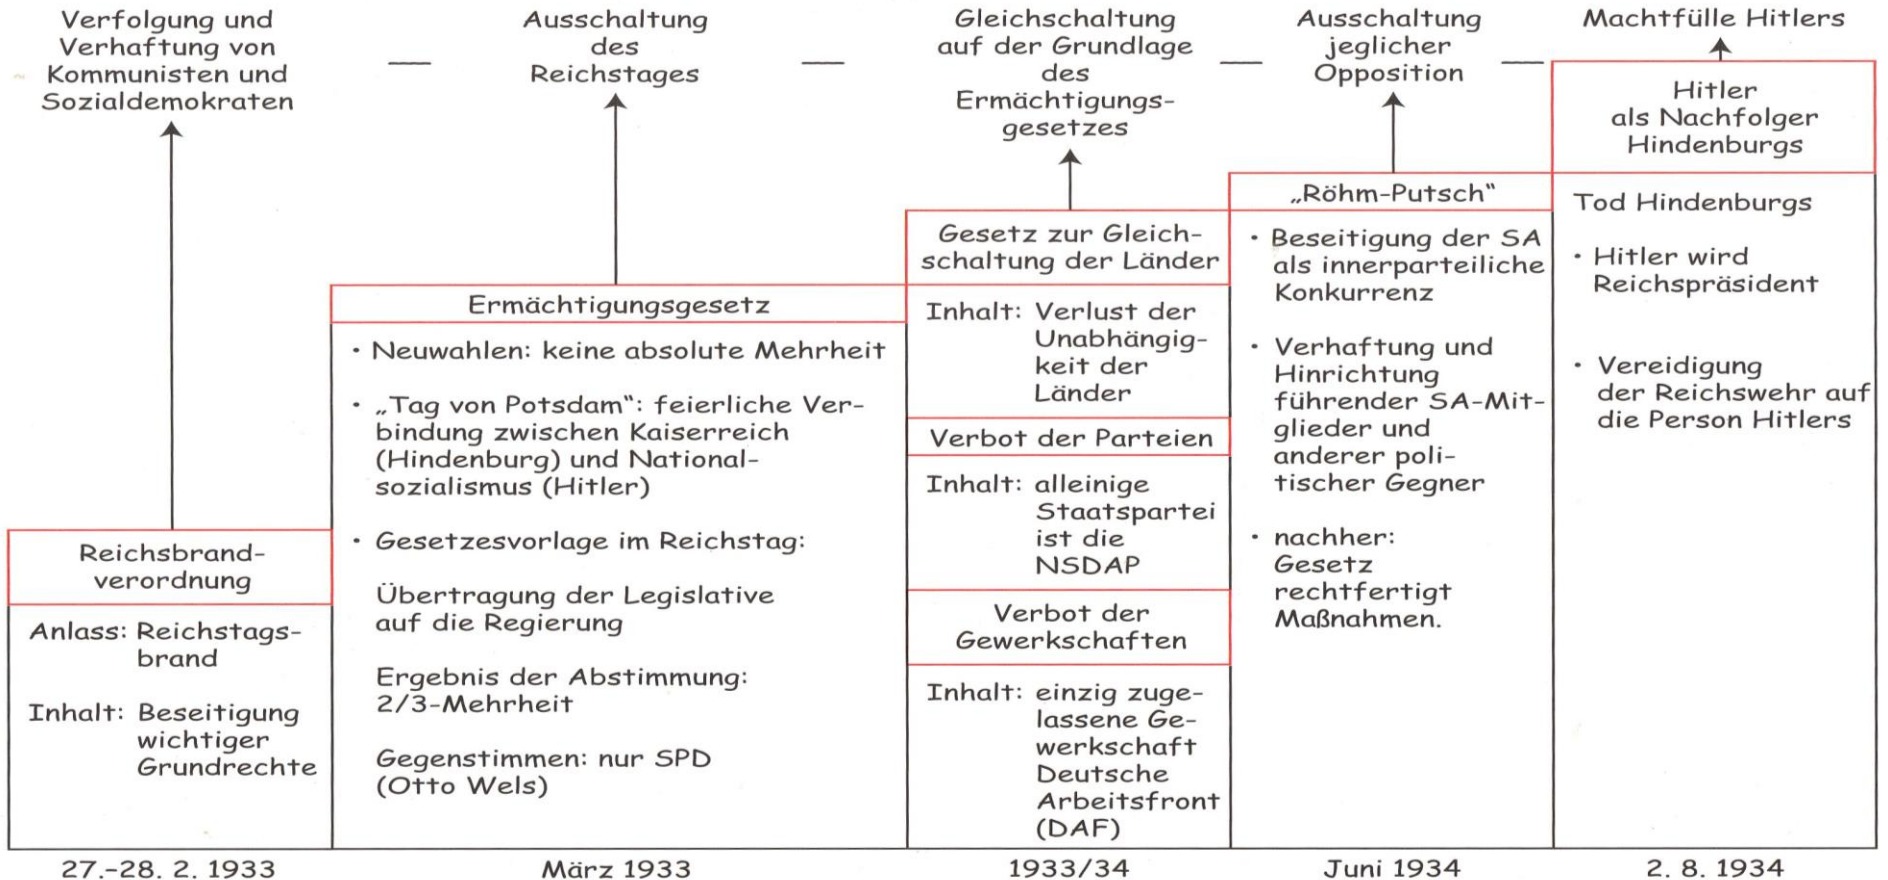 Verfolgung und
Verhaftung von
Kommunisten und
Sozialdemokraten
Ausschaltung
des
Reichstages
Gleichschaltung
auf der Grundlage
des
Ermächtigungs-
gesetzes
Ausschaltung
jeglicher
Opposition
Machtfülle Hitlers
Reichsbrand-
verordnung
Anlass: Reichstags-
brand
Inhalt: Beseitigung
wichtiger
Grundrechte
27.-28. 2. 1933
Ermächtigungsgesetz
· Neuwahlen: keine absolute Mehrheit
· „Tag von Potsdam“: feierliche Ver-
bindung zwischen Kaiserreich
(Hindenburg) und National-
sozialismus (Hitler)
· Gesetzesvorlage im Reichstag:
Übertragung der Legislative
auf die Regierung
Ergebnis der Abstimmung:
2/3-Mehrheit
Gegenstimmen: nur SPD
(Otto Wels)
März 1933
Gesetz zur Gleich-
schaltung der Länder
Inhalt: Verlust der
Unabhängig-
keit der
Länder
Verbot der Parteien
Inhalt: alleinige
Staatspartei
ist die
NSDAP
Verbot der
Gewerkschaften
Inhalt: einzig zuge-
lassene Ge-
werkschaft
Deutsche
Arbeitsfront
(DAF)
1933/34
„Röhm-Putsch“
· Beseitigung der SA
als innerparteiliche
Konkurrenz
· Verhaftung und
Hinrichtung
führender SA-Mit-
glieder und
anderer poli-
tischer Gegner
· nachher:
Gesetz
rechtfertigt
Maßnahmen.
Juni 1934
Hitler
als Nachfolger
Hindenburgs
Tod Hindenburgs
· Hitler wird
Reichspräsident
· Vereidigung
der Reichswehr auf
die Person Hitlers
2. 8. 1934